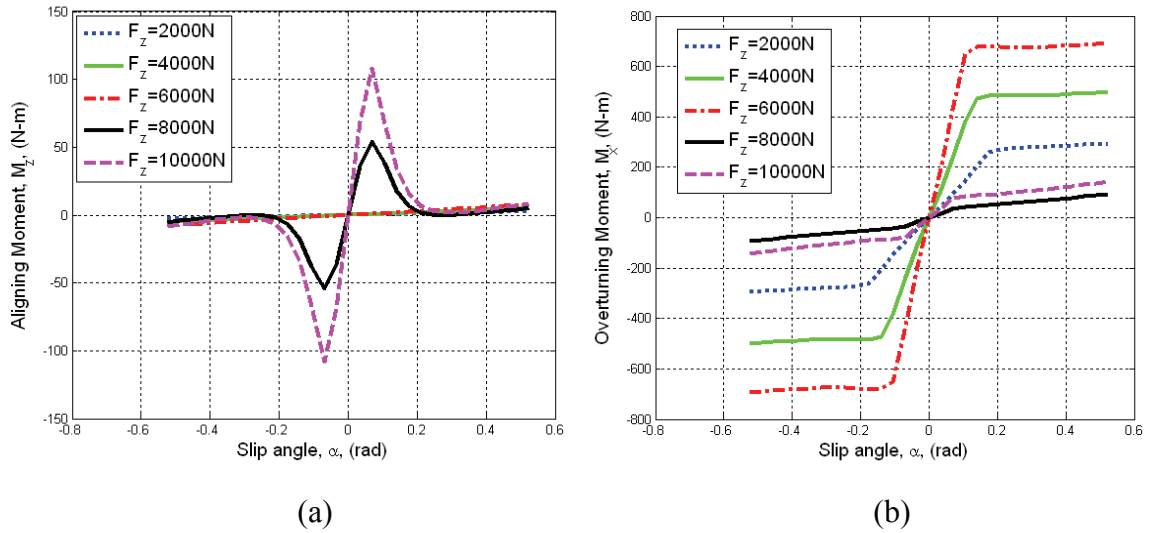 150
100
50
0
-50
-100
-150
Aligning Moment, M_z, (N-m)
F_z=2000N
F_z=4000N
F_z=6000N
F_z=8000N
F_z=10000N
-0.8 -0.6 -0.4 -0.2 0 0.2 0.4 0.6
Slip angle, α, (rad)
(a)
800
600
400
200
0
-200
-400
-600
-800
Overturning Moment, M_X, (N-m)
F_z=2000N
F_z=4000N
F_z=6000N
F_z=8000N
F_z=10000N
-0.8 -0.6 -0.4 -0.2 0 0.2 0.4 0.6
Slip angle, α, (rad)
(b)